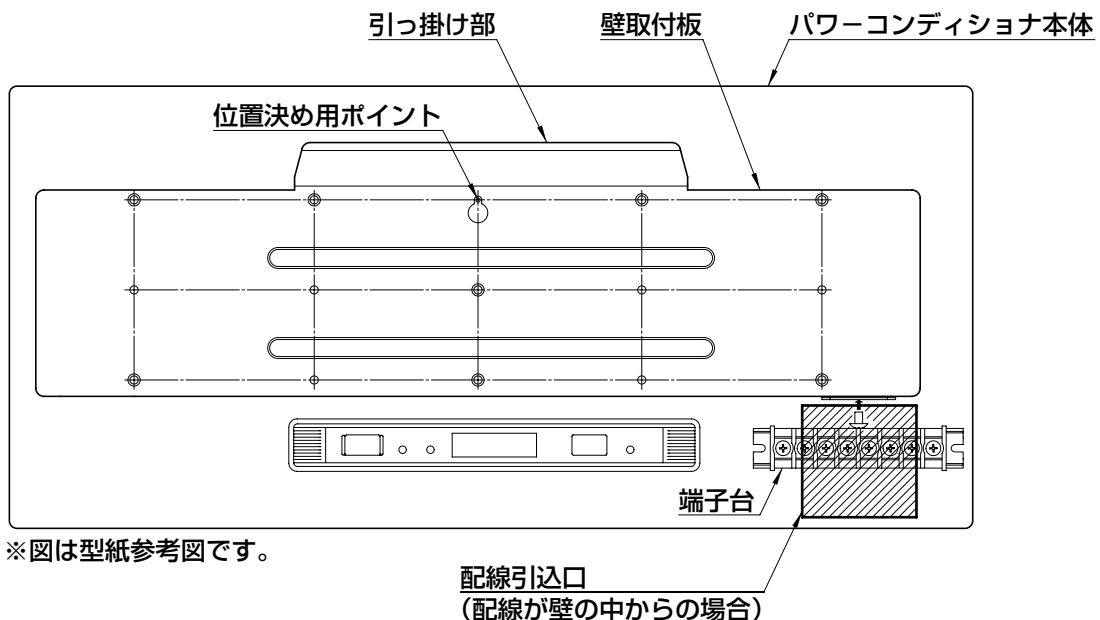 引っ掛け部
壁取付板
パワーコンディショナ本体
位置決め用ポイント
端子台
※図は型紙参考図です。
配線引込口
（配線が壁の中からの場合）